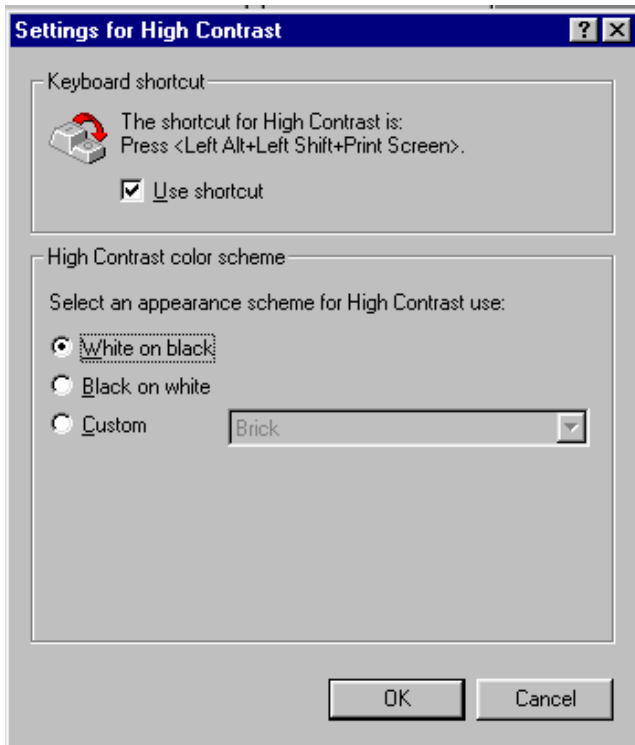 Settings for High Contrast
Keyboard shortcut
The shortcut for High Contrast is:
Press <Left Alt+Left Shift+Print Screen>.
Use shortcut
High Contrast color scheme
Select an appearance scheme for High Contrast use:
White on black
Black on white
Custom Brick
OK Cancel